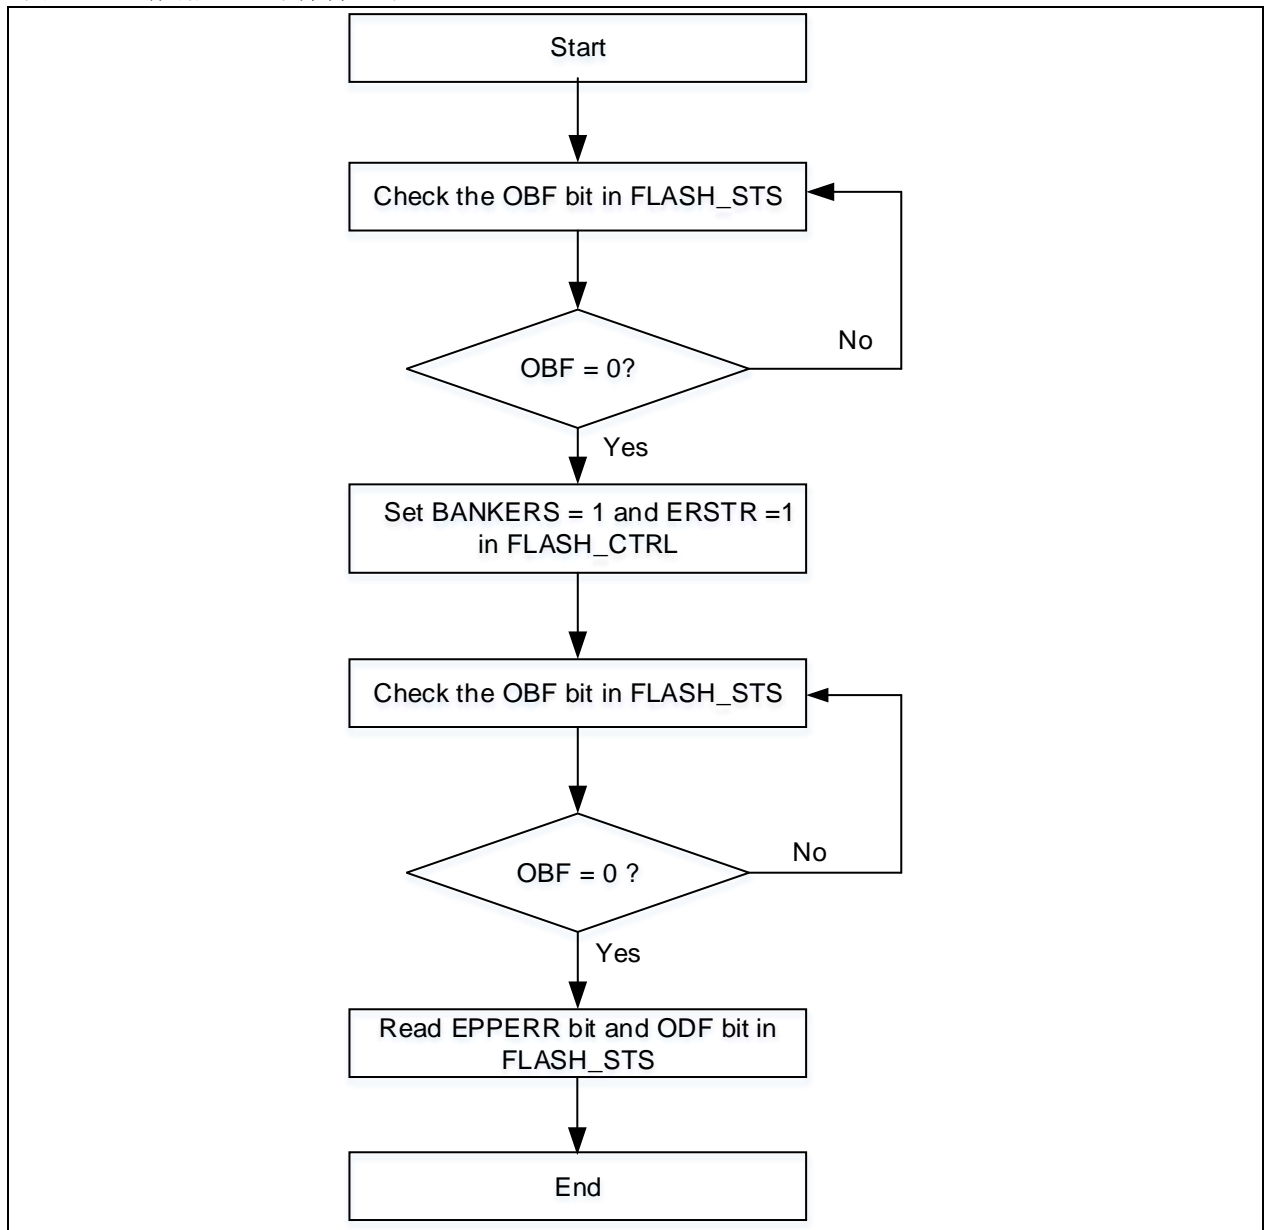 Start
Check the OBF bit in FLASH_STS
No
OBF = 0?
Yes
Set BANKERS = 1 and ERSTR =1
in FLASH_CTRL
Check the OBF bit in FLASH_STS
No
OBF = 0 ?
Yes
Read EPPERR bit and ODF bit in
FLASH_STS
End